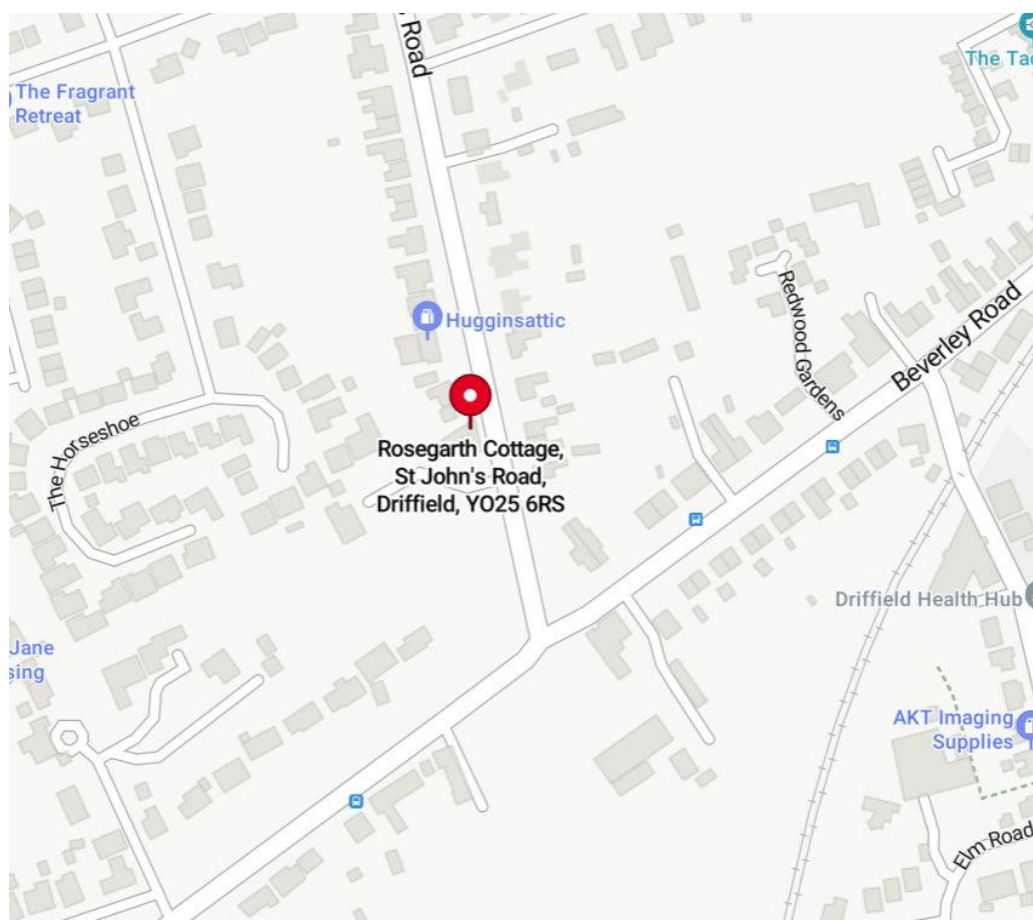 Road
The Tac
The Fragrant
Retreat
Hugginsattic
Redwood Gardens
Beverley Road
The Horseshoe
Rosegarth Cottage,
St John's Road,
Driffield, YO25 6RS
Driffield Health Hub
Jane
sing
AKT Imaging
Supplies
Elm Road